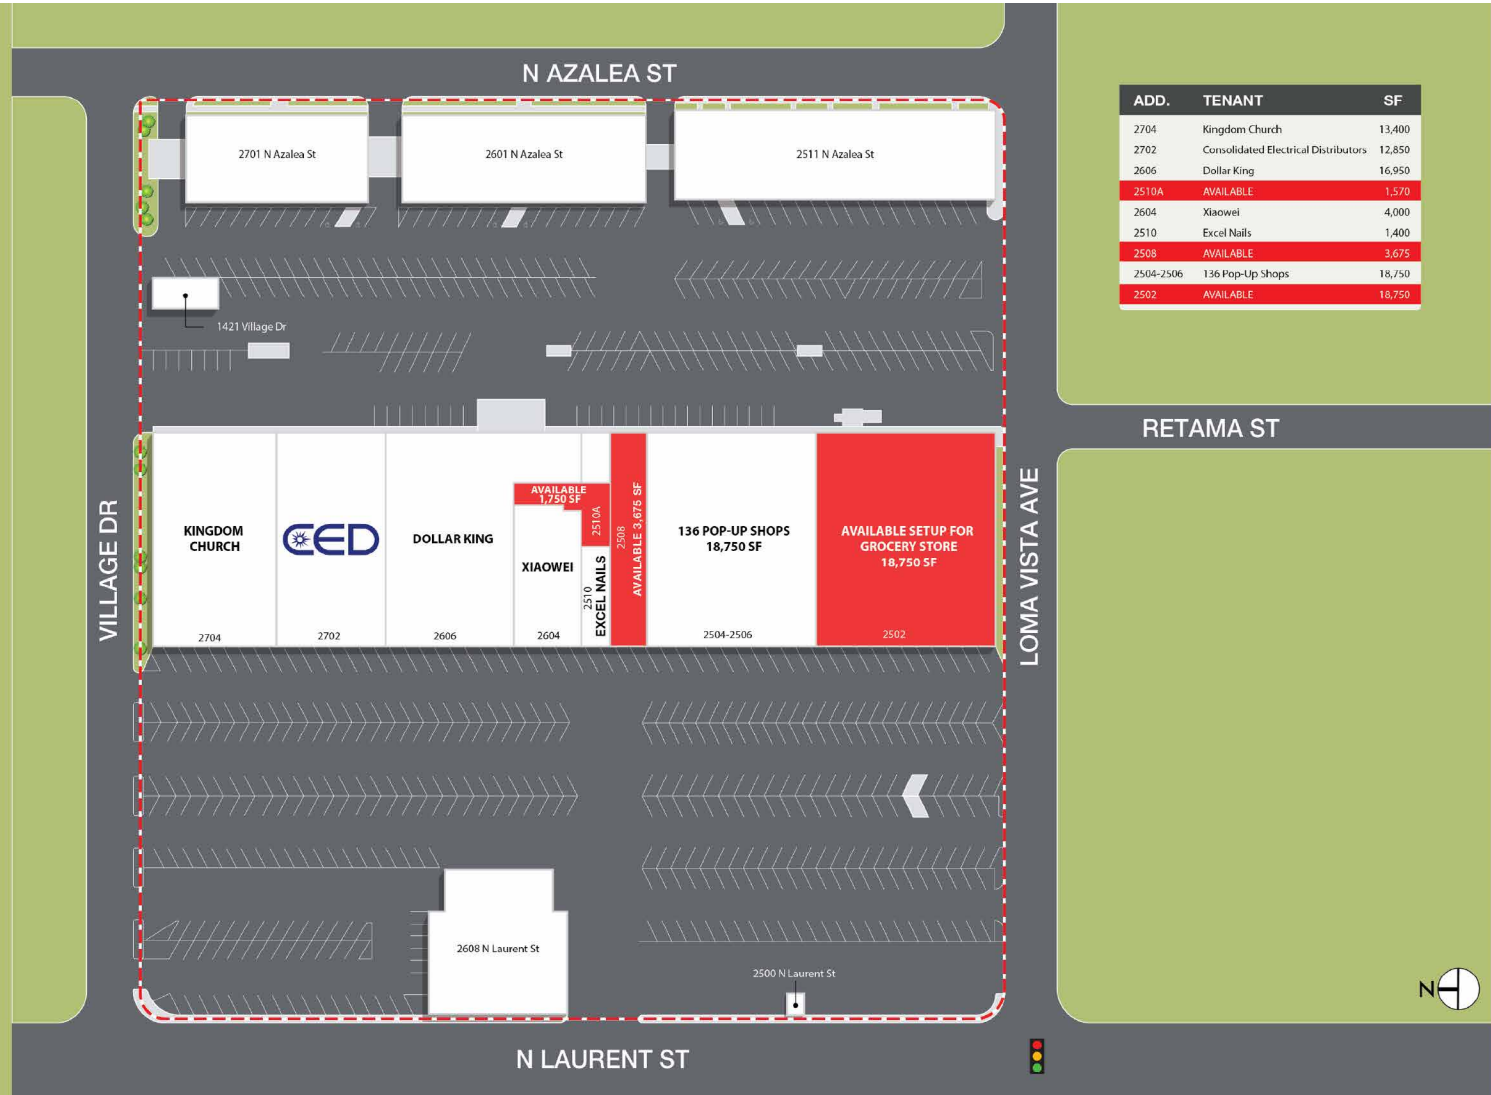 N AZALEA ST
ADD. TENANT SF
2704 Kingdom Church 13,400
2702 Consolidated Electrical Distributors 12,850
2606 Dollar King 16,950
2510A AVAILABLE 1,570
2604 Xiaowei 4,000
2510 Excel Nails 1,400
2508 AVAILABLE 3,675
2504-2506 136 Pop-Up Shops 18,750
2502 AVAILABLE 18,750
2701 N Azalea St
2601 N Azalea St
2511 N Azalea St
1421 Village Dr
RETAMA ST
VILLAGE DR
LOMA VISTA AVE
KINGDOM
CHURCH
2704
CED
2702
DOLLAR KING
2606
AVAILABLE
1,750 SF
2510A
XIAOWEI
2604
2510
EXCEL NAILS
2508
AVAILABLE 3,675 SF
136 POP-UP SHOPS
18,750 SF
2504-2506
AVAILABLE SETUP FOR
GROCERY STORE
18,750 SF
2502
2608 N Laurent St
2500 N Laurent St
N
N LAURENT ST